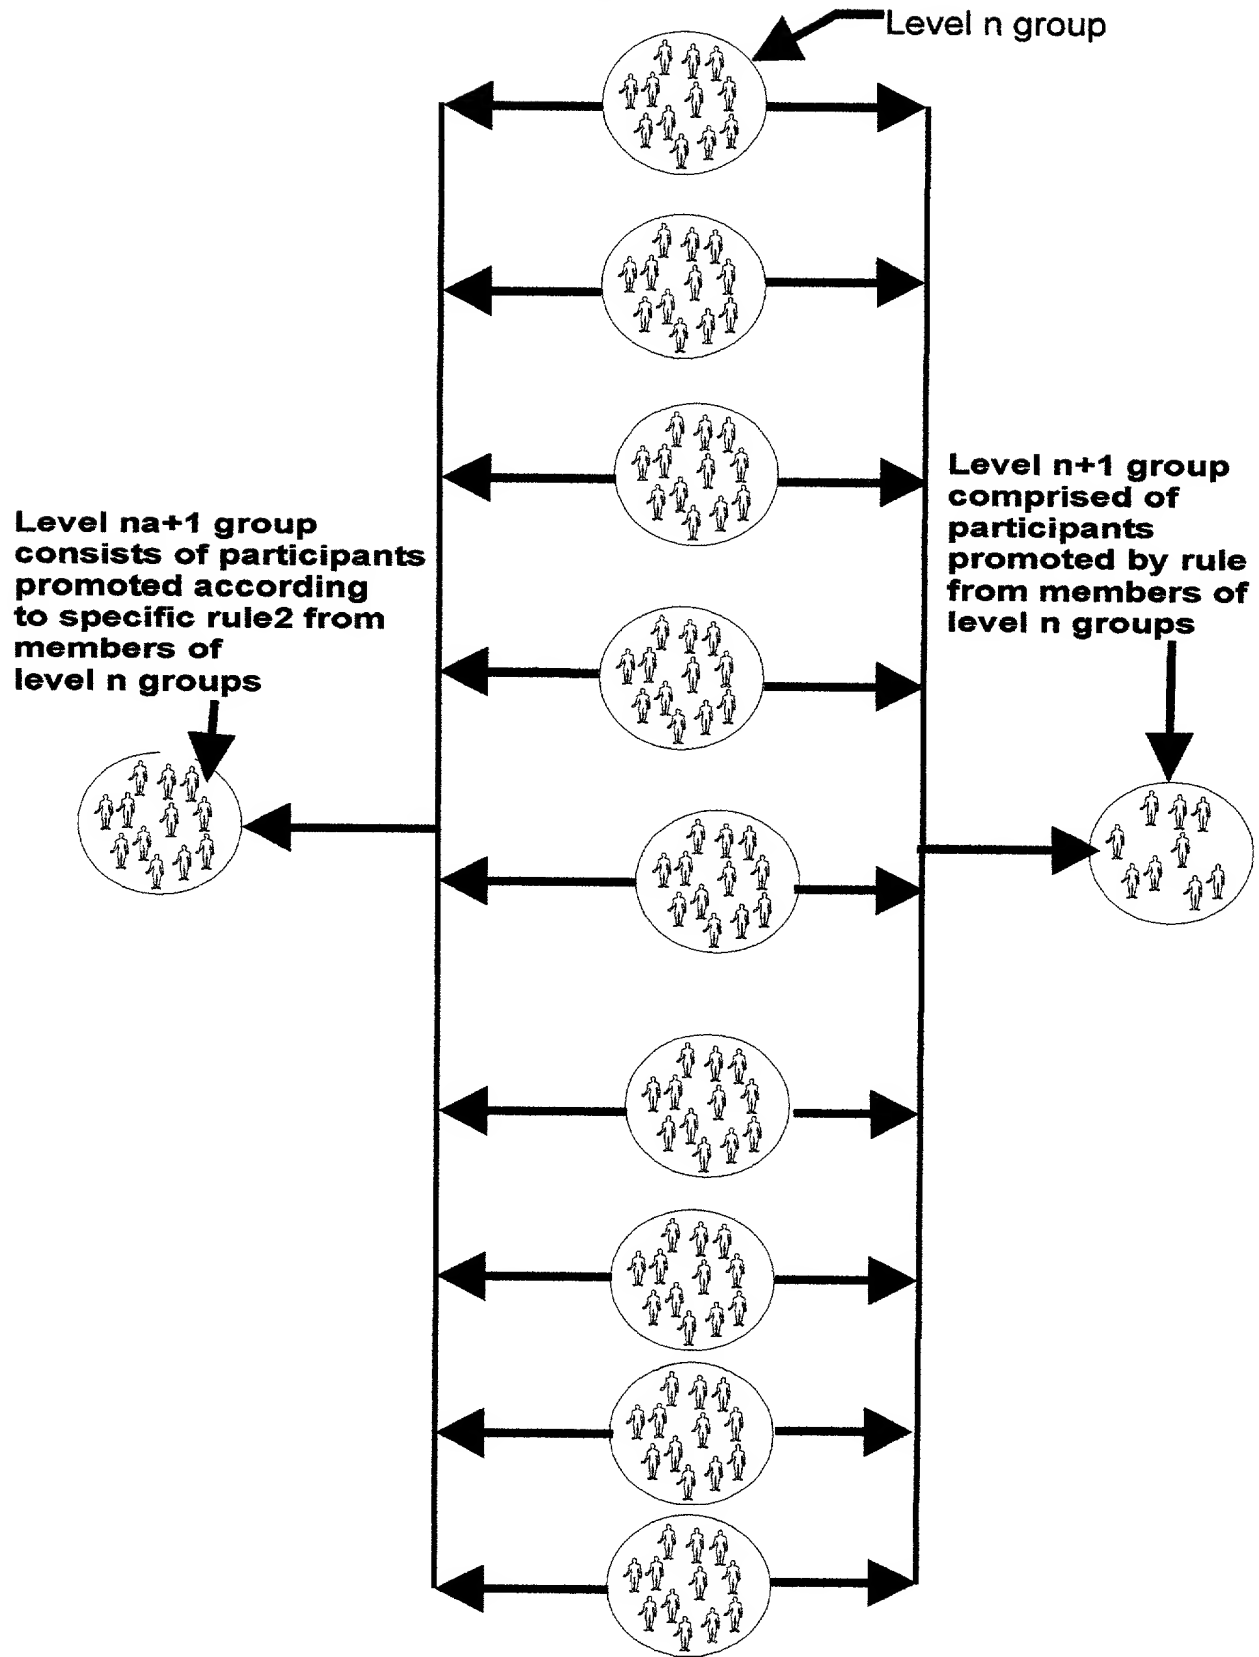 Level n group
Level n+1 group
comprised of
participants
promoted by rule
from members of
level n groups
Level na+1 group
consists of participants
promoted according
to specific rule2 from
members of
level n groups